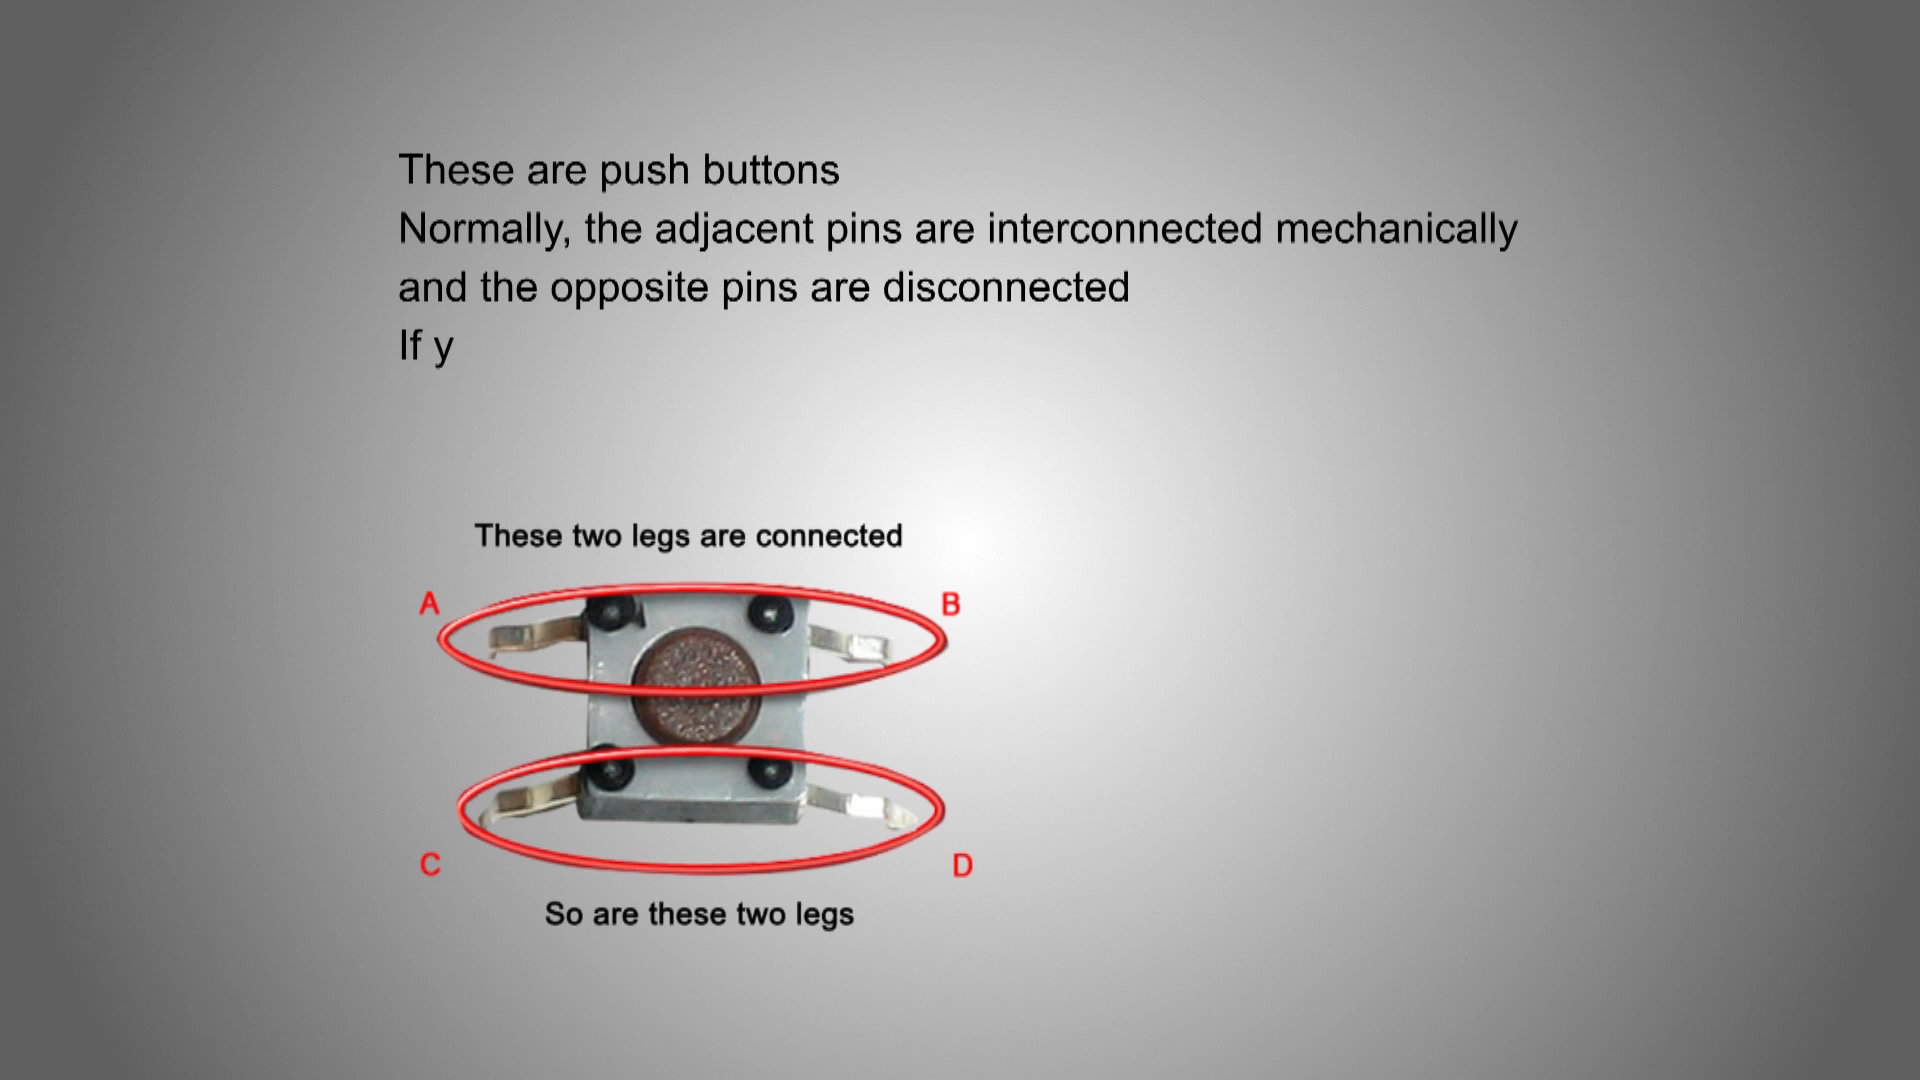 These are push buttons
Normally, the adjacent pins are interconnected mechanically
and the opposite pins are disconnected
If y
These two legs are connected
A
B
C
D
So are these two legs